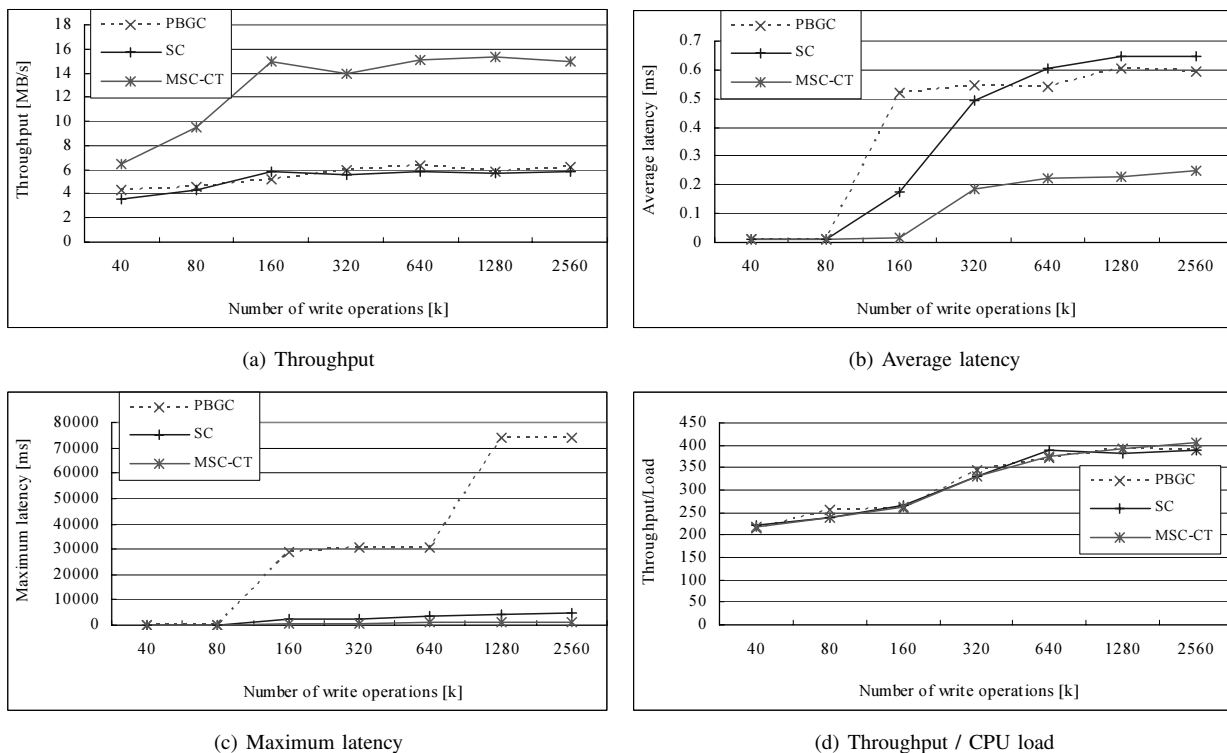 PBGC
SC
MSC-CT
Throughput [MB/s]
18
16
14
12
10
8
6
4
2
0
40 80 160 320 640 1280 2560
Number of write operations [k]
(a) Throughput
PBGC
SC
MSC-CT
Average latency [ms]
0.7
0.6
0.5
0.4
0.3
0.2
0.1
0
40 80 160 320 640 1280 2560
Number of write operations [k]
(b) Average latency
PBGC
SC
MSC-CT
Maximum latency [ms]
80000
70000
60000
50000
40000
30000
20000
10000
0
40 80 160 320 640 1280 2560
Number of write operations [k]
(c) Maximum latency
Throughput/Load
450
400
350
300
250
200
150
100
50
0
PBGC
SC
MSC-CT
40 80 160 320 640 1280 2560
Number of write operations [k]
(d) Throughput / CPU load